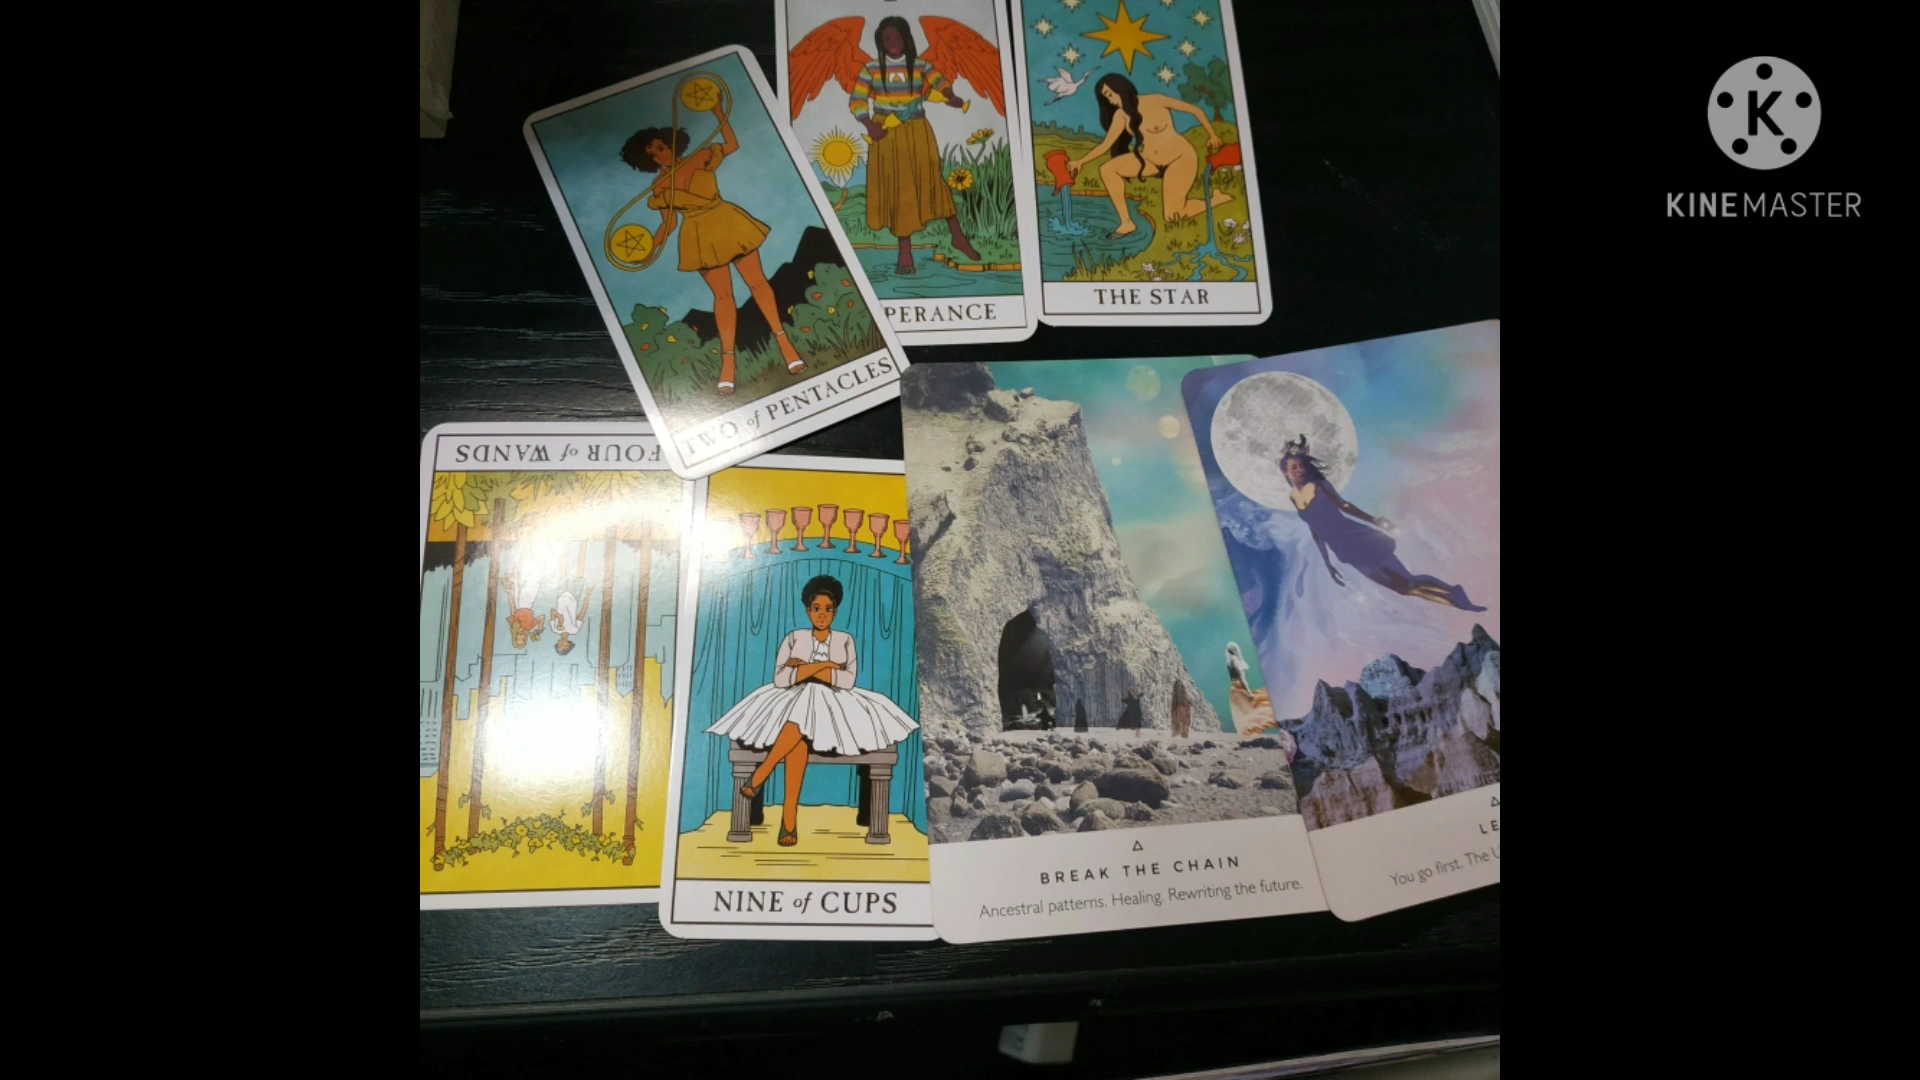 PERANCE
THE STAR
TWO of PENTACLES
FOUR of WANDS
NINE of CUPS
BREAK THE CHAIN
Ancestral patterns. Healing. Rewriting the future.
LE
You go first. The U
KINEMASTER